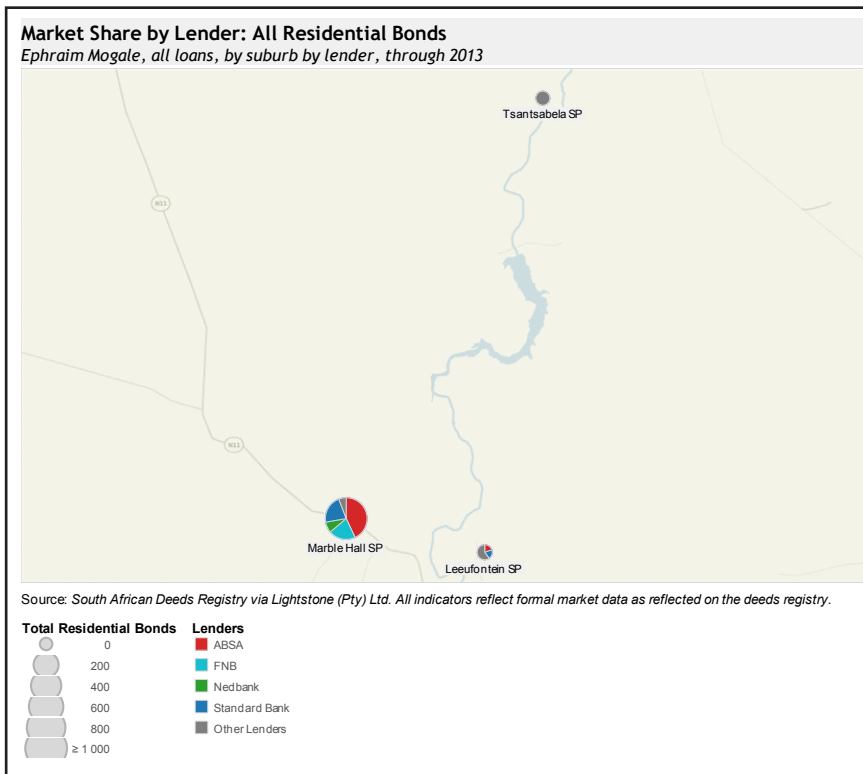 Market Share by Lender: All Residential Bonds
Ephraim Mogale, all loans, by suburb by lender, through 2013
Tsantsabela SP
N11
N11
Marble Hall SP
Leeufontein SP
Source: South African Deeds Registry via Lightstone (Pty) Ltd. All indicators reflect formal market data as reflected on the deeds registry.
Total Residential Bonds
0
200
400
600
800
≥ 1 000
Lenders
ABSA
FNB
Nedbank
Standard Bank
Other Lenders